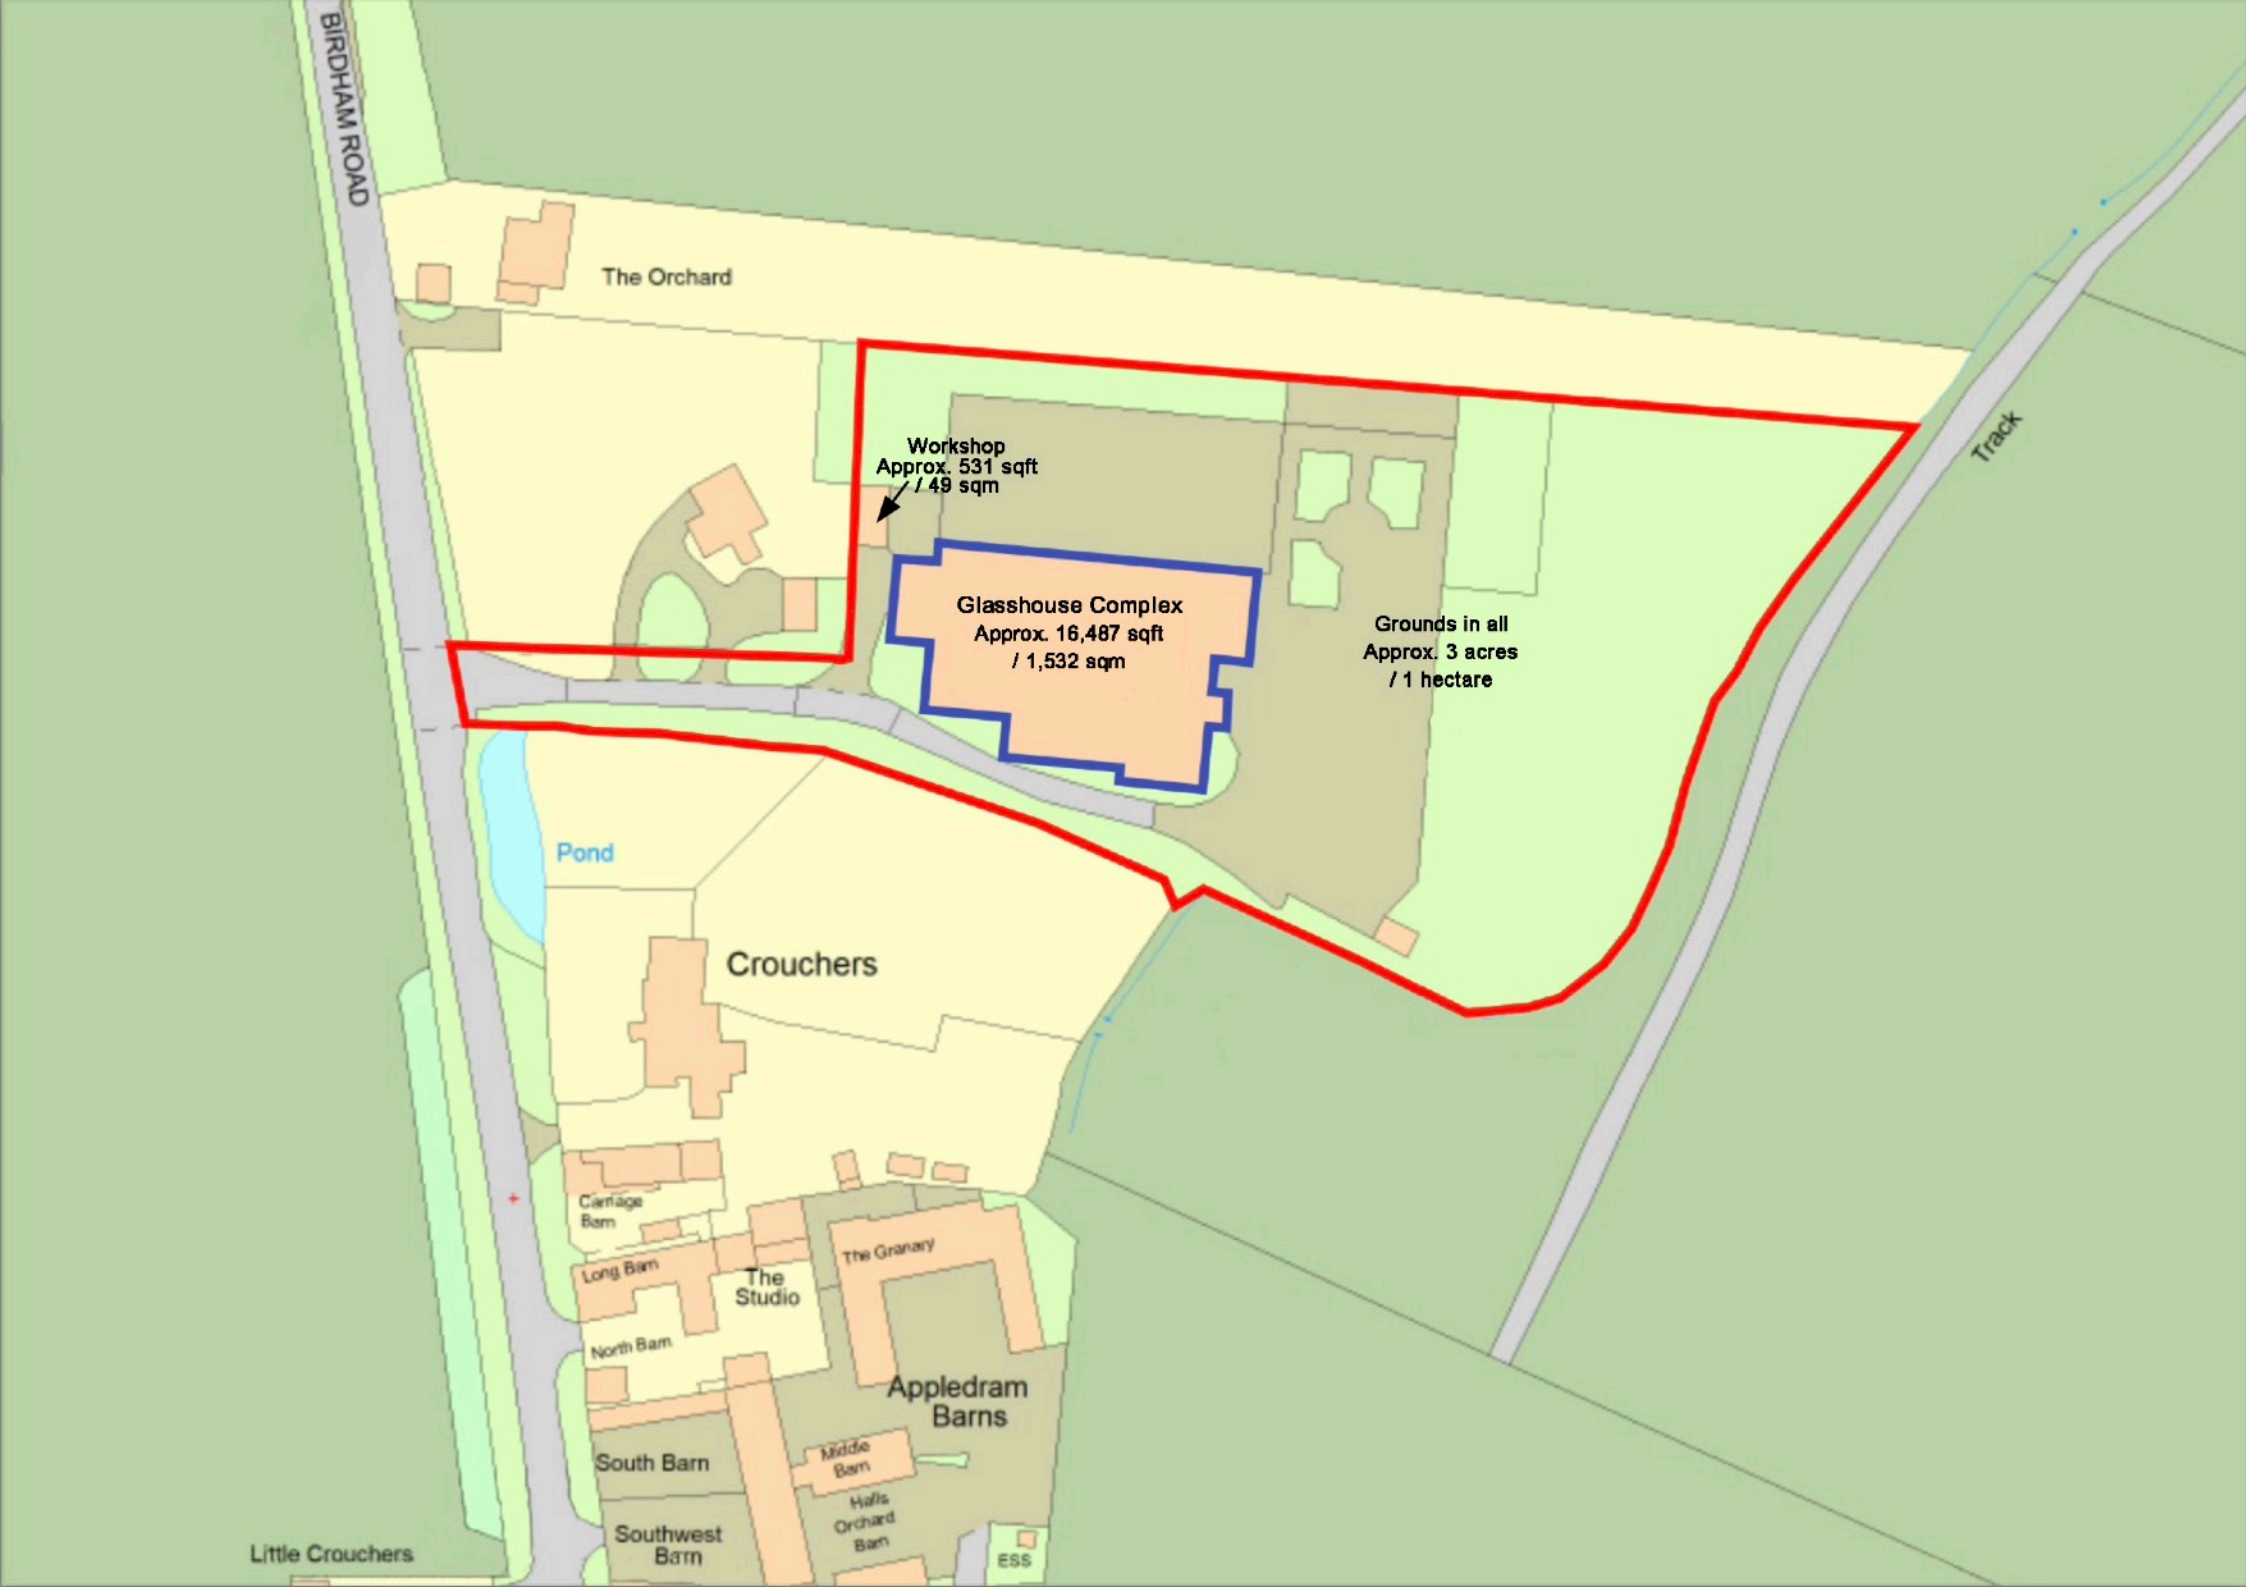 BIRDHAM ROAD
The Orchard
Workshop
Approx. 531 sqft
/ 49 sqm
Track
Glasshouse Complex
Approx. 16,487 sqft
/ 1,532 sqm
Grounds in all
Approx. 3 acres
/ 1 hectare
Pond
Crouchers
Carriage
Barn
Long Barn
The
Studio
The Granary
North Barn
Appledram
Barns
South Barn
Middle
Barn
Halls
Orchard
Barn
Southwest
Barn
Little Crouchers
ESS